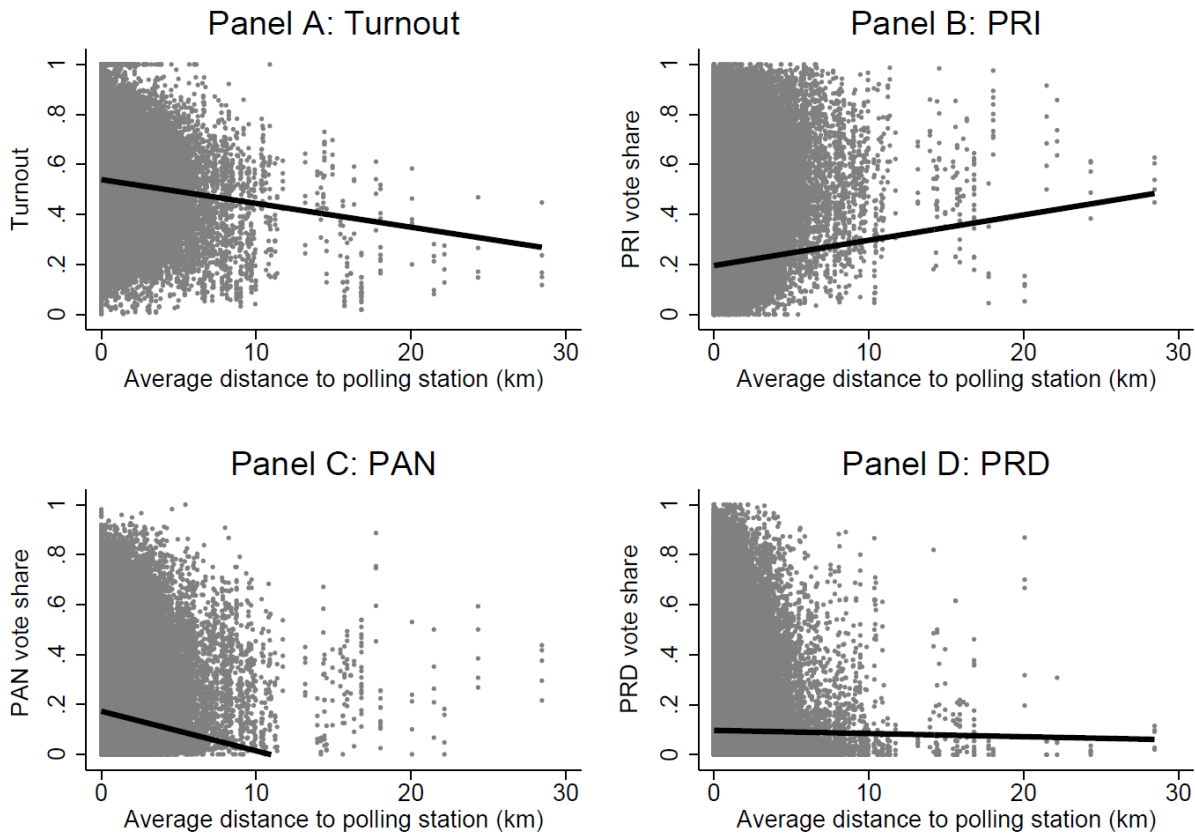 Panel A: Turnout
Turnout
1
.8
.6
.4
.2
0
0 10 20 30
Average distance to polling station (km)
Panel B: PRI
PRI vote share
1
.8
.6
.4
.2
0
0 10 20 30
Average distance to polling station (km)
Panel C: PAN
PAN vote share
1
.8
.6
.4
.2
0
0 10 20 30
Average distance to polling station (km)
Panel D: PRD
PRD vote share
1
.8
.6
.4
.2
0
0 10 20 30
Average distance to polling station (km)